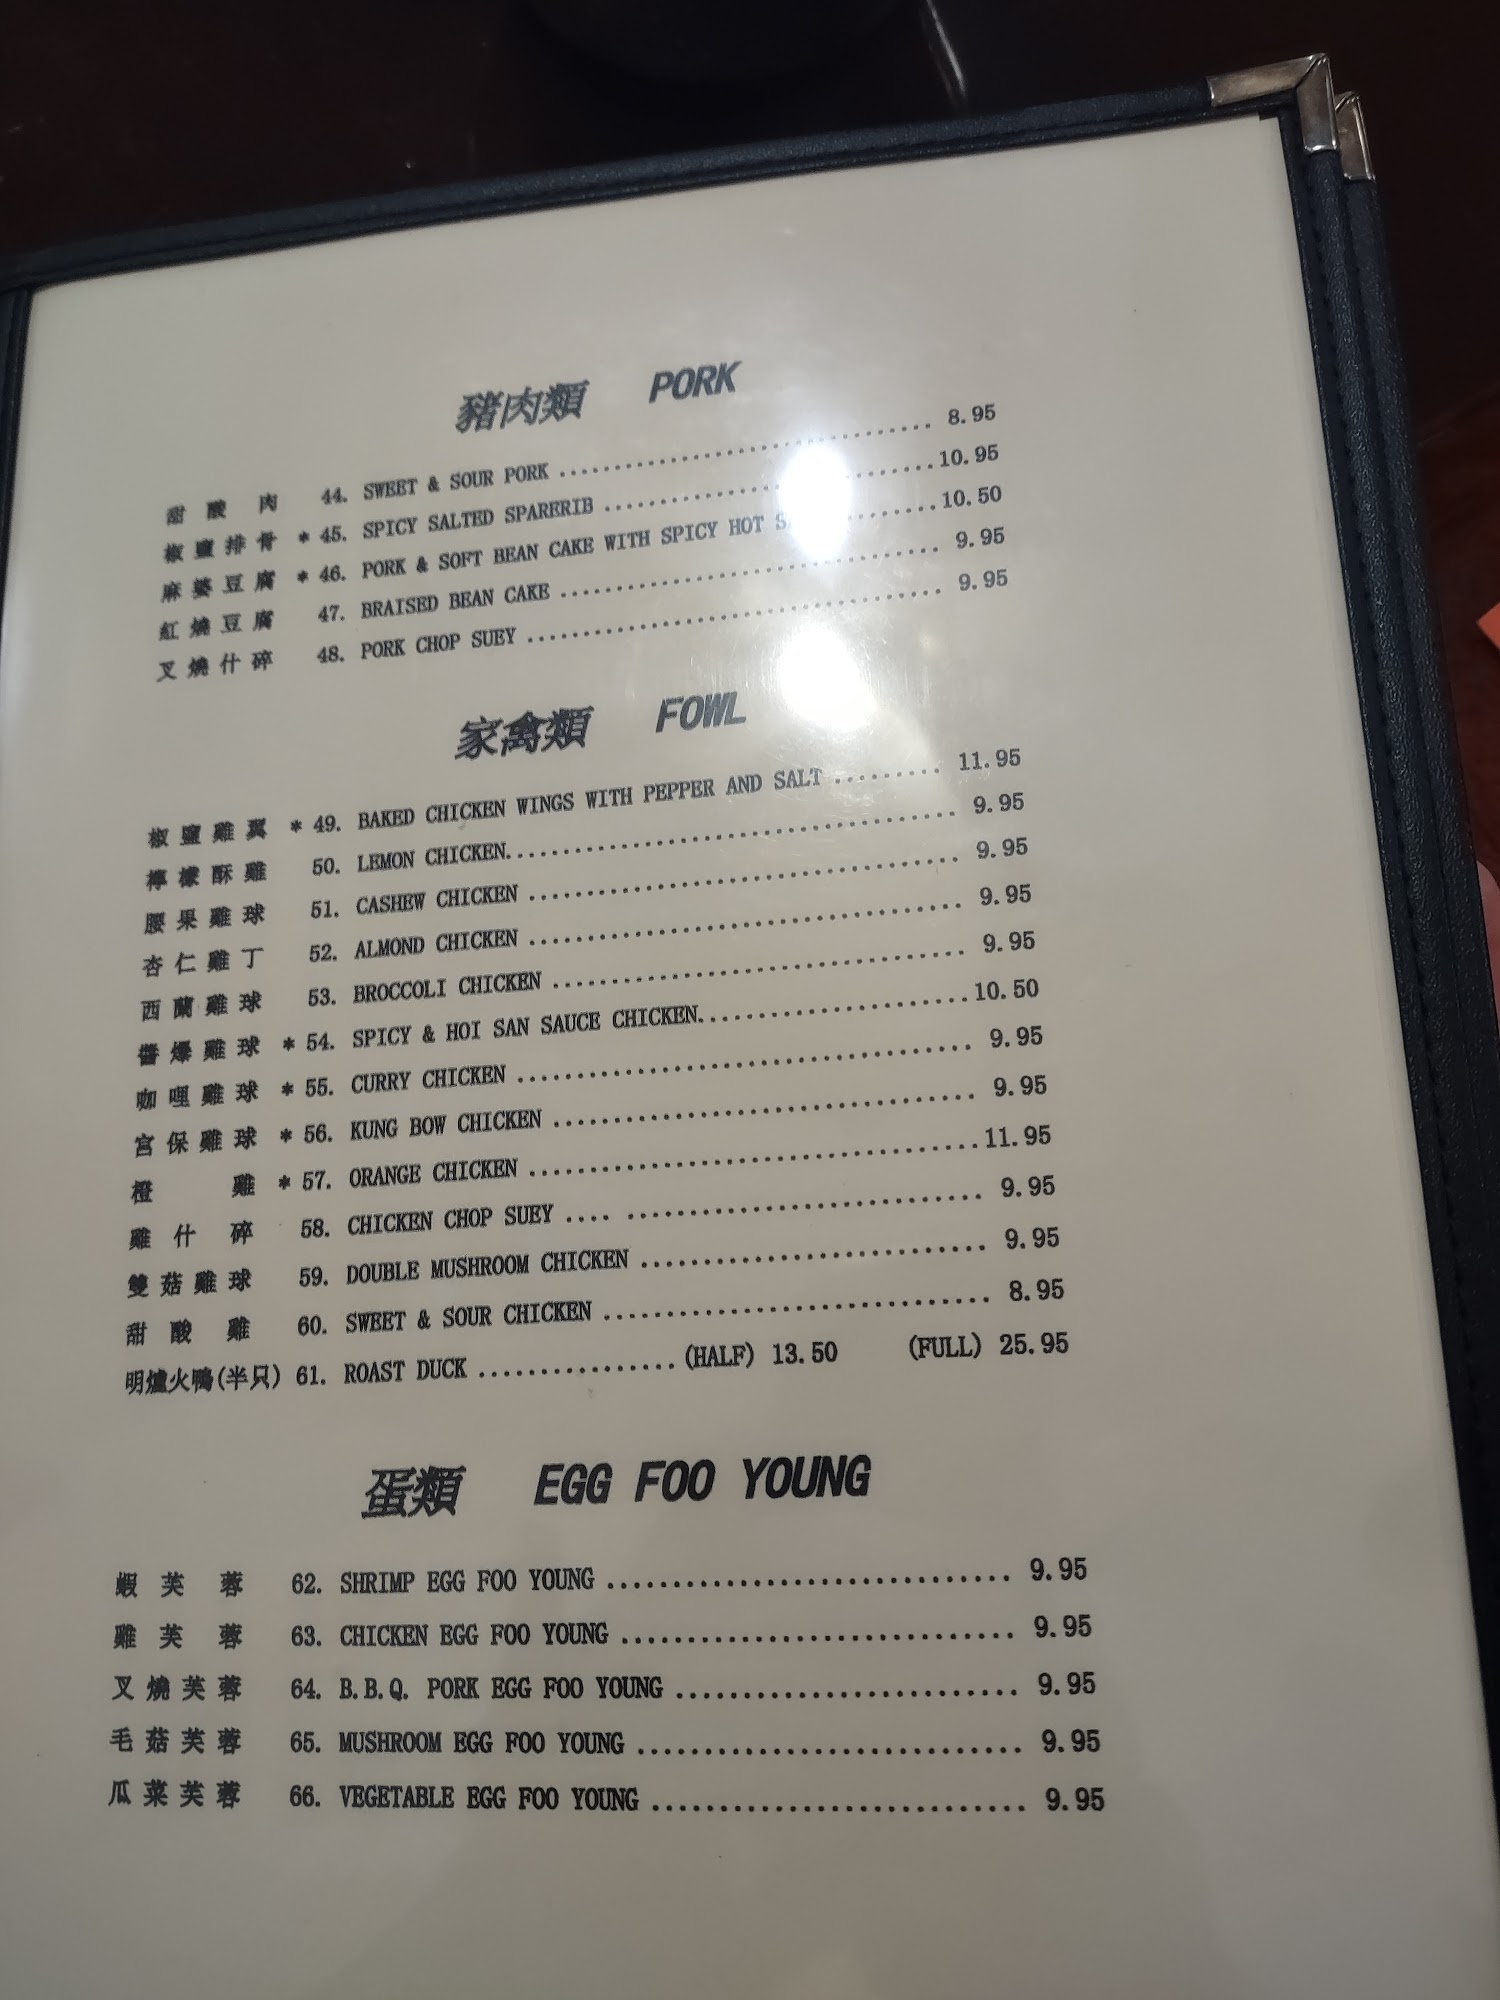 豬肉類 PORK
甜酸肉 44. SWEET & SOUR PORK ................................ 8.95
椒鹽排骨 * 45. SPICY SALTED SPARERIB ............................10.95
麻婆豆腐 * 46. PORK & SOFT BEAN CAKE WITH SPICY HOT ........10.50
紅燒豆腐 47. BRAISED BEAN CAKE ................................ 9.95
叉燒什碎 48. PORK CHOP SUEY ................................... 9.95
家禽類 FOWL
椒鹽雞翼 * 49. BAKED CHICKEN WINGS WITH PEPPER AND SALT ......... 11.95
檸檬酥雞 50. LEMON CHICKEN...................................... 9.95
腰果雞球 51. CASHEW CHICKEN .................................... 9.95
杏仁雞丁 52. ALMOND CHICKEN .................................... 9.95
西蘭雞球 53. BROCCOLI CHICKEN .................................. 9.95
醬爆雞球 * 54. SPICY & HOI SAN SAUCE CHICKEN.......................10.50
咖哩雞球 * 55. CURRY CHICKEN ...................................... 9.95
宮保雞球 * 56. KUNG BOW CHICKEN ................................... 9.95
橙雞 * 57. ORANGE CHICKEN .....................................11.95
雞什碎 58. CHICKEN CHOP SUEY .... ............................. 9.95
雙菇雞球 59. DOUBLE MUSHROOM CHICKEN ............................. 9.95
甜酸雞 60. SWEET & SOUR CHICKEN ................................ 8.95
明爐火鴨(半只) 61. ROAST DUCK .................(HALF) 13.50 (FULL) 25.95
蛋類 EGG FOO YOUNG
蝦芙蓉 62. SHRIMP EGG FOO YOUNG ............................... 9.95
雞芙蓉 63. CHICKEN EGG FOO YOUNG .............................. 9.95
叉燒芙蓉 64. B.B.Q. PORK EGG FOO YOUNG .......................... 9.95
毛菇芙蓉 65. MUSHROOM EGG FOO YOUNG ............................. 9.95
瓜菜芙蓉 66. VEGETABLE EGG FOO YOUNG ............................ 9.95